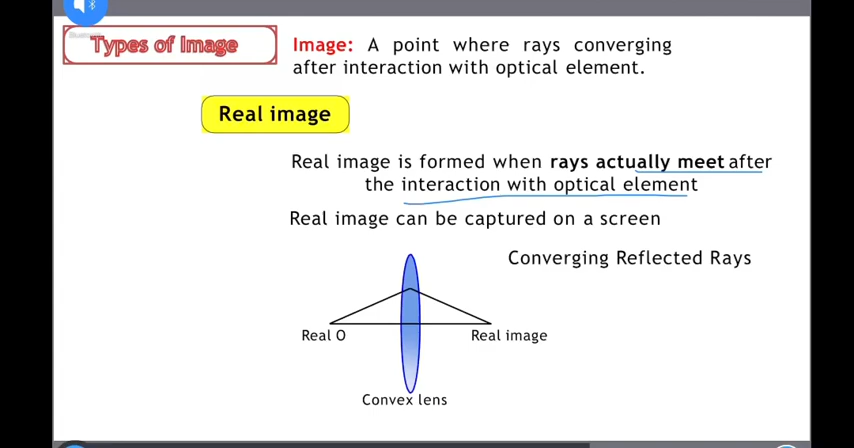 Types of Image
Image: A point where rays converging
after interaction with optical element.
Real image
Real image is formed when rays actually meet after
the interaction with optical element
Real image can be captured on a screen
Converging Reflected Rays
Real O
Real image
Convex lens